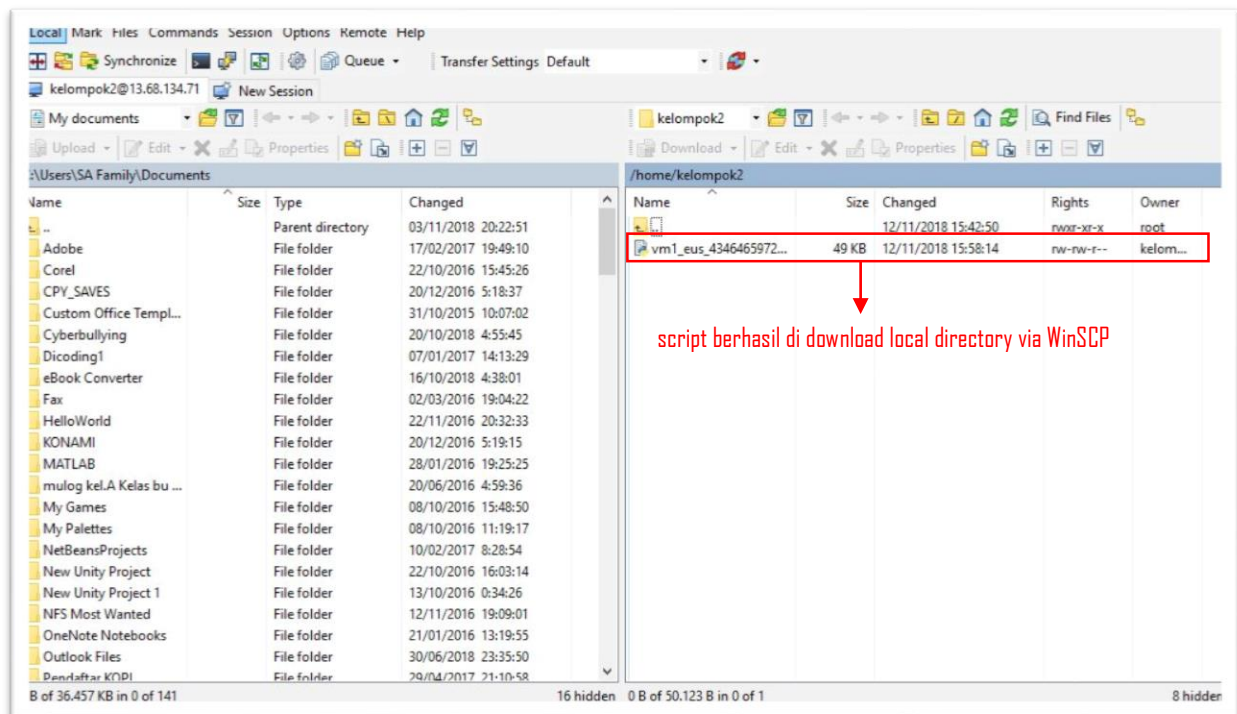 Local Mark Files Commands Session Options Remote Help
Synchronize Queue Transfer Settings Default
kelompok2@13.68.134.71 New Session
My documents
kelompok2 Find Files
Upload Edit Properties
Download Edit Properties
:\Users\SA Family\Documents
/home/kelompok2
Name Size Type Changed
Name Size Changed Rights Owner
.. Parent directory 03/11/2018 20:22:51
.. 12/11/2018 15:42:50 rwxr-xr-x root
Adobe File folder 17/02/2017 19:49:10
vm1_eus_4346465972... 49 KB 12/11/2018 15:58:14 rw-rw-r-- kelom...
Corel File folder 22/10/2016 15:45:26
CPY_SAVES File folder 20/12/2016 5:18:37
Custom Office Templ... File folder 31/10/2015 10:07:02
Cyberbullying File folder 20/10/2018 4:55:45
script berhasil di download local directory via WinSCP
Dicoding1 File folder 07/01/2017 14:13:29
eBook Converter File folder 16/10/2018 4:38:01
Fax File folder 02/03/2016 19:04:22
HelloWorld File folder 22/11/2016 20:32:33
KONAMI File folder 20/12/2016 5:19:15
MATLAB File folder 28/01/2016 19:25:25
mulog kel.A Kelas bu ... File folder 20/06/2016 4:59:36
My Games File folder 08/10/2016 15:48:50
My Palettes File folder 08/10/2016 11:19:17
NetBeansProjects File folder 10/02/2017 8:28:54
New Unity Project File folder 22/10/2016 16:03:14
New Unity Project 1 File folder 13/10/2016 0:34:26
NFS Most Wanted File folder 12/11/2016 19:09:01
OneNote Notebooks File folder 21/01/2016 13:19:55
Outlook Files File folder 30/06/2018 23:35:50
Pendaftar KOPI File folder 29/04/2017 21:10:58
B of 36.457 KB in 0 of 141 16 hidden
0 B of 50.123 B in 0 of 1 8 hidden